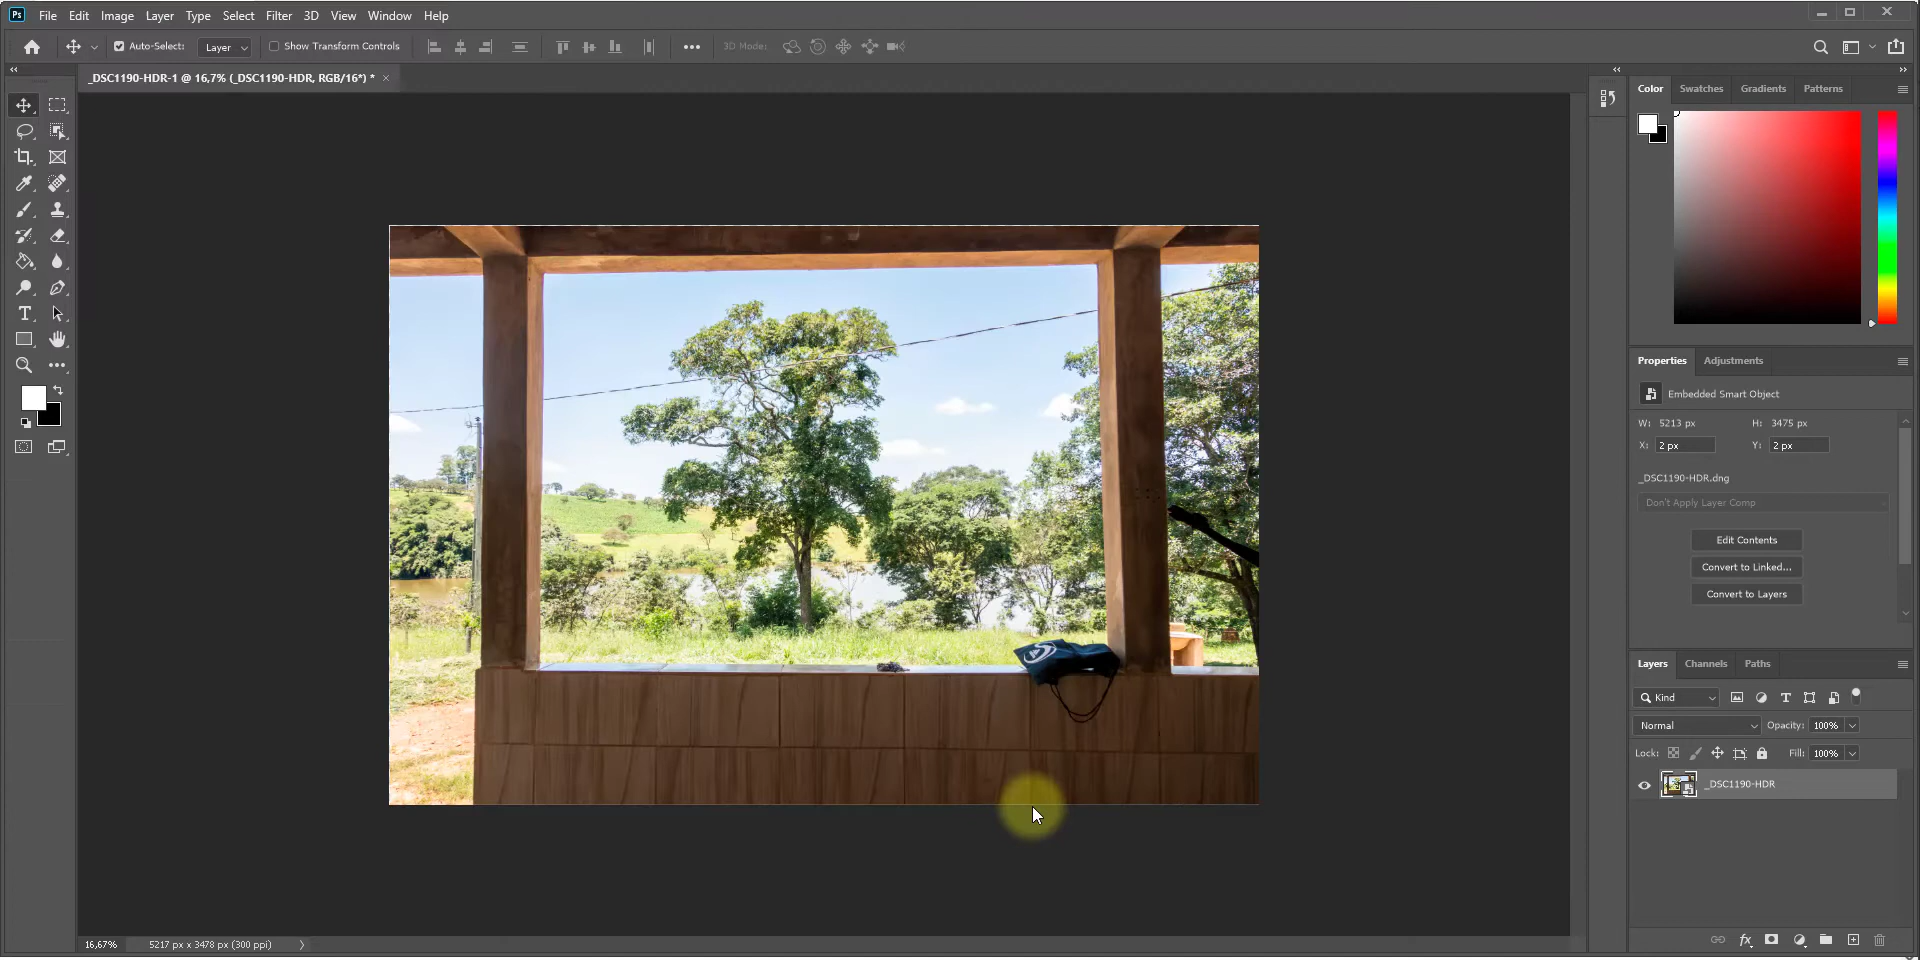 Ps File Edit Image Layer Type Select Filter 3D View Window Help
Auto-Select: Layer Show Transform Controls 3D Mode:
_DSC1190-HDR-1 @ 16,7% (_DSC1190-HDR, RGB/16*) *
Color Swatches Gradients Patterns
Properties Adjustments
Embedded Smart Object
W: 5213 px H: 3475 px
X: 2 px Y: 2 px
_DSC1190-HDR.dng
Don't Apply Layer Comp
Edit Contents
Convert to Linked...
Convert to Layers
Layers Channels Paths
Kind
Normal Opacity: 100%
Lock: Fill: 100%
_DSC1190-HDR
16,67% 5217 px x 3478 px (300 ppi)